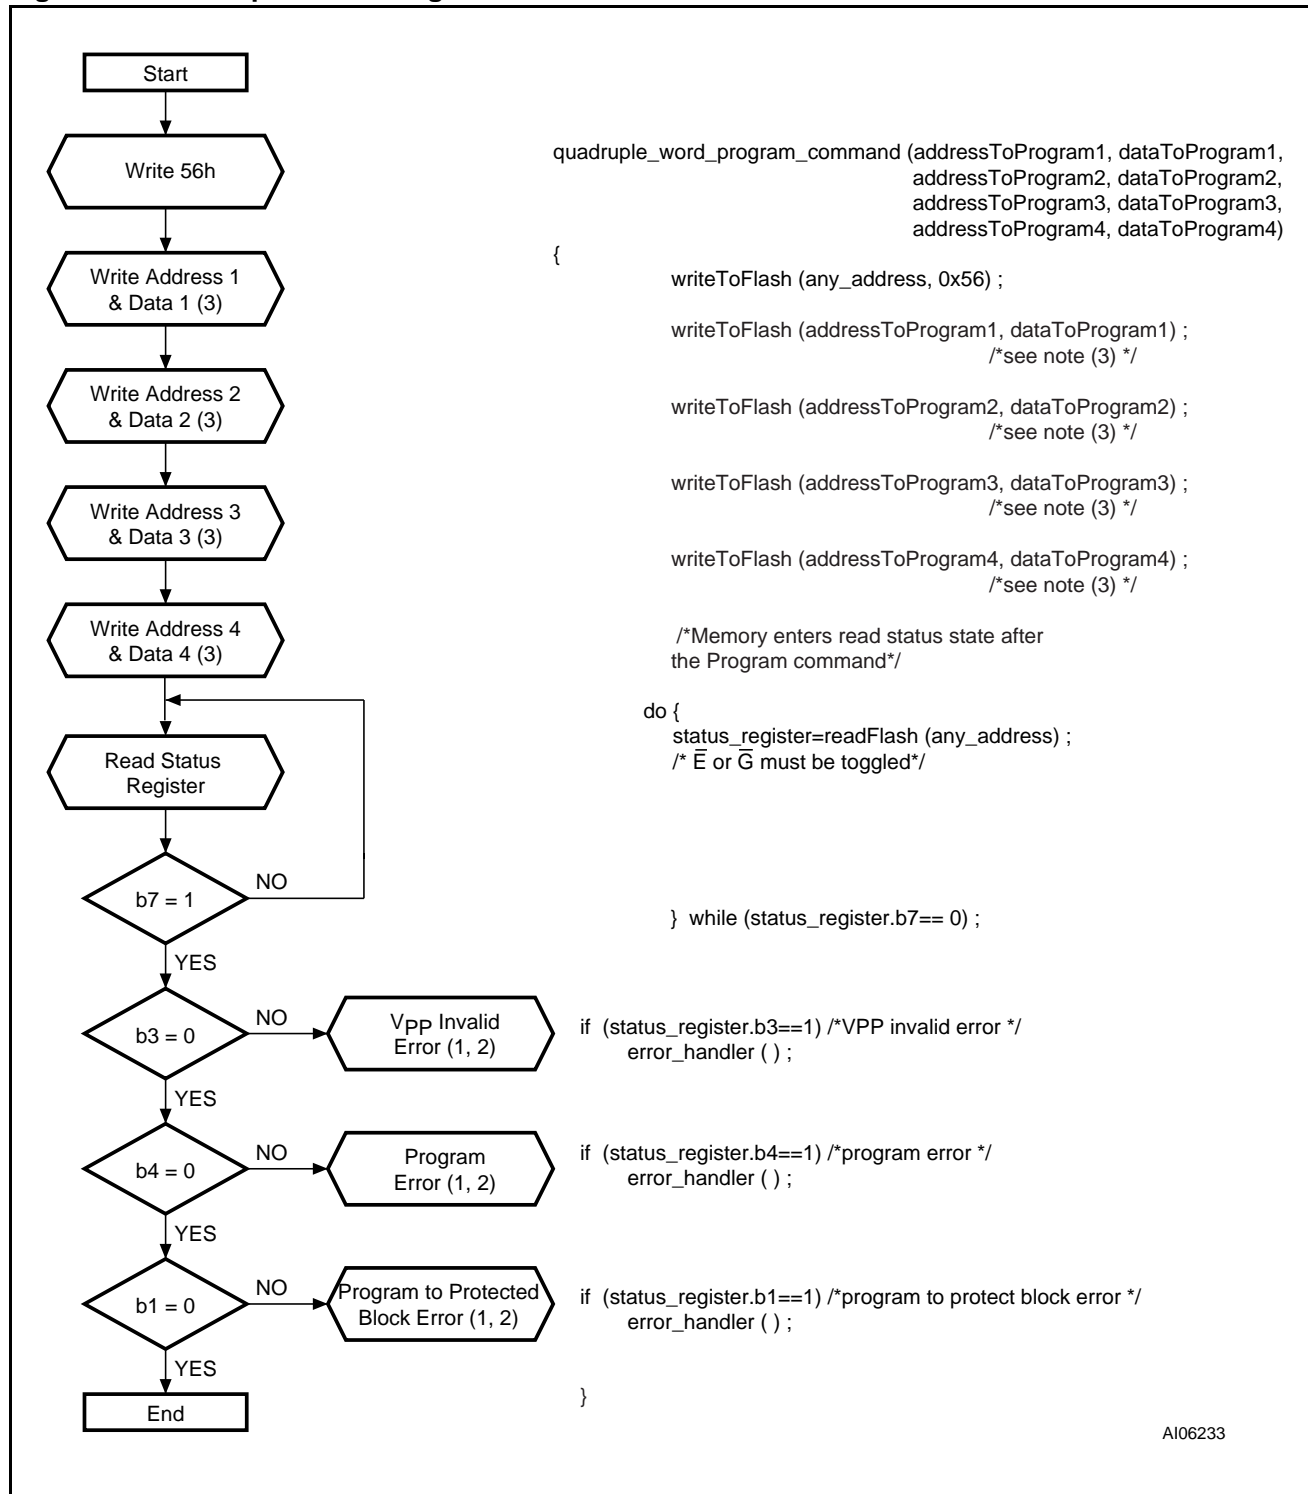 Start
Write 56h
Write Address 1
& Data 1 (3)
Write Address 2
& Data 2 (3)
Write Address 3
& Data 3 (3)
Write Address 4
& Data 4 (3)
Read Status
Register
b7 = 1
NO
YES
b3 = 0
NO
VPP Invalid
Error (1, 2)
YES
b4 = 0
NO
Program
Error (1, 2)
YES
b1 = 0
NO
Program to Protected
Block Error (1, 2)
YES
End
quadruple_word_program_command (addressToProgram1, dataToProgram1,
addressToProgram2, dataToProgram2,
addressToProgram3, dataToProgram3,
addressToProgram4, dataToProgram4)
{
writeToFlash (any_address, 0x56) ;
writeToFlash (addressToProgram1, dataToProgram1) ;
/*see note (3) */
writeToFlash (addressToProgram2, dataToProgram2) ;
/*see note (3) */
writeToFlash (addressToProgram3, dataToProgram3) ;
/*see note (3) */
writeToFlash (addressToProgram4, dataToProgram4) ;
/*see note (3) */
/*Memory enters read status state after
the Program command*/
do {
status_register=readFlash (any_address) ;
/* E̅ or G̅ must be toggled*/
} while (status_register.b7== 0) ;
if (status_register.b3==1) /*VPP invalid error */
error_handler ( ) ;
if (status_register.b4==1) /*program error */
error_handler ( ) ;
if (status_register.b1==1) /*program to protect block error */
error_handler ( ) ;
}
AI06233